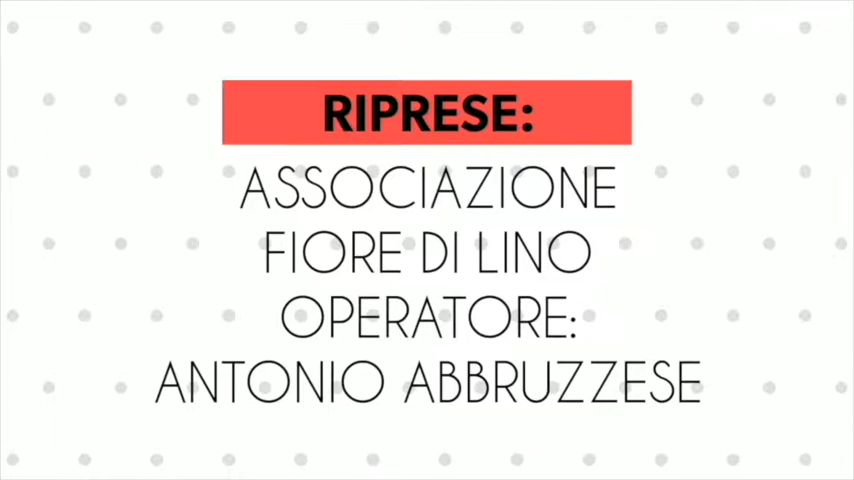 RIPRESE:
ASSOCIAZIONE
FIORE DI LINO
OPERATORE:
ANTONIO ABBRUZZESE